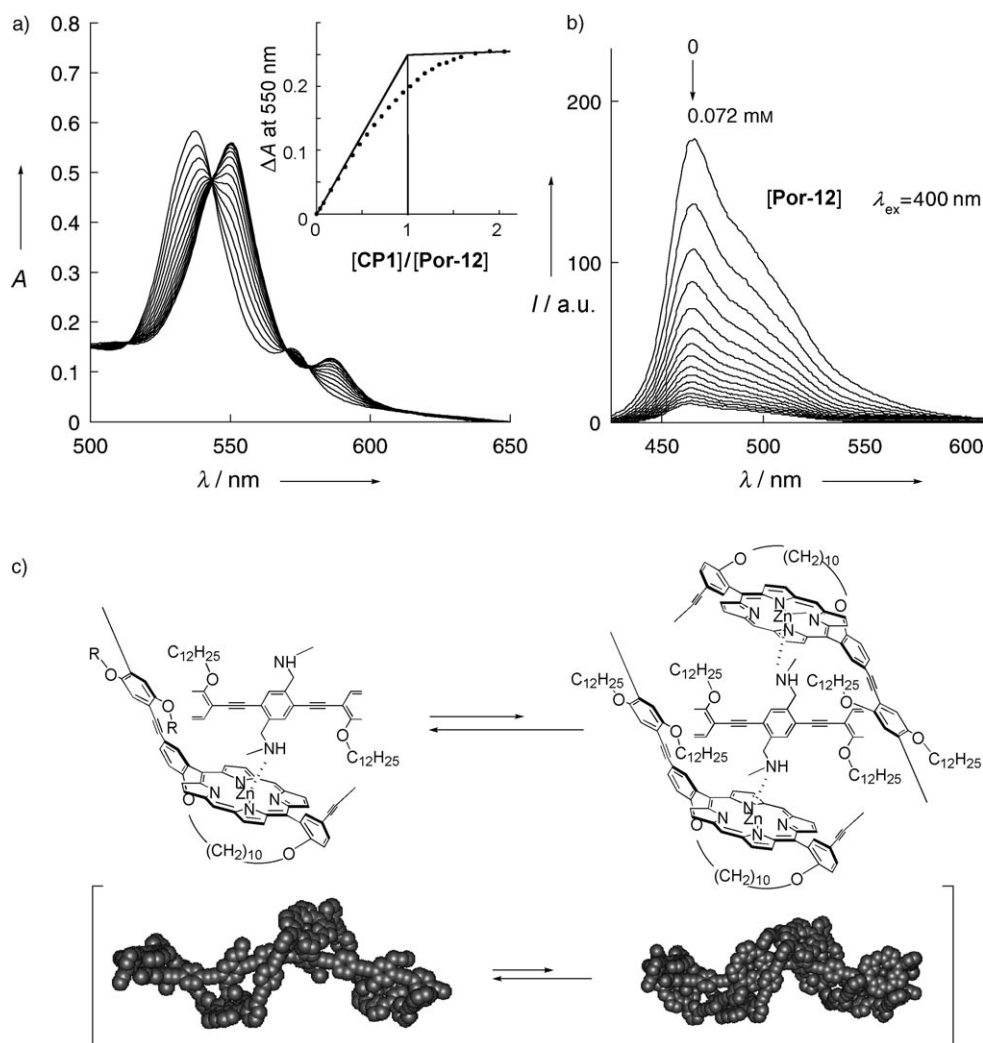 a)
0.8
0.7
0.6
0.5
0.4
0.3
0.2
0.1
0
A
500
550
600
650
λ / nm
ΔA at 550 nm
0.2
0.1
0
0
1
2
[CP1]/[Por-12]
b)
0
0.072 mM
[Por-12] λex=400 nm
200
100
0
I / a.u.
450
500
550
600
λ / nm
c)
R
O
O
R
C12H25
O
NH
NH
O
C12H25
N
N
Zn
N
N
O
(CH2)10
O
O
(CH2)10
O
N
N
Zn
N
N
C12H25
O
NH
C12H25
O
C12H25
O
O
C12H25
O
C12H25
O
C12H25
NH
O
C12H25
N
N
Zn
N
N
O
(CH2)10
O